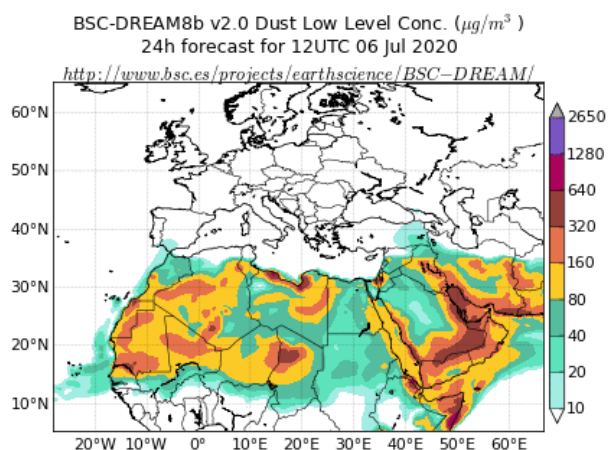 BSC-DREAM8b v2.0 Dust Low Level Conc. (μg/m³ )
24h forecast for 12UTC 06 Jul 2020
http://www.bsc.es/projects/earthscience/BSC−DREAM/
60°N
50°N
40°N
30°N
20°N
10°N
20°W 10°W 0° 10°E 20°E 30°E 40°E 50°E 60°E
2650
1280
640
320
160
80
40
20
10